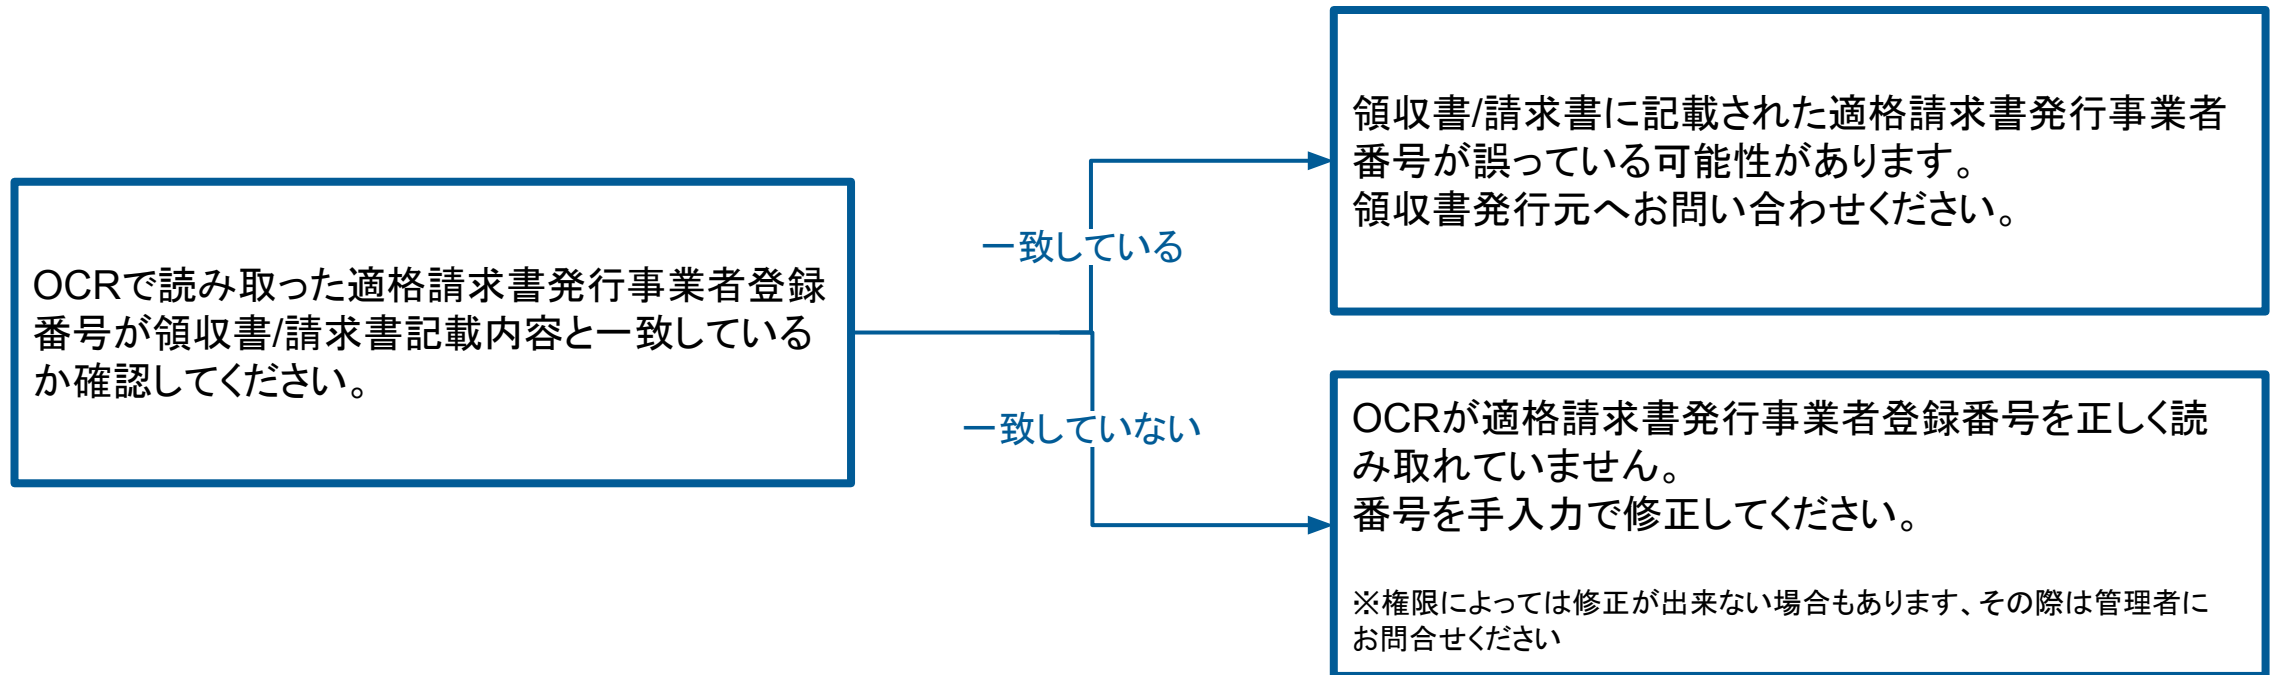 OCRで読み取った適格請求書発行事業者登録
番号が領収書/請求書記載内容と一致している
か確認してください。
一致している
領収書/請求書に記載された適格請求書発行事業者
番号が誤っている可能性があります。
領収書発行元へお問い合わせください。
一致していない
OCRが適格請求書発行事業者登録番号を正しく読
み取れていません。
番号を手入力で修正してください。
※権限によっては修正が出来ない場合もあります、その際は管理者に
お問合せください